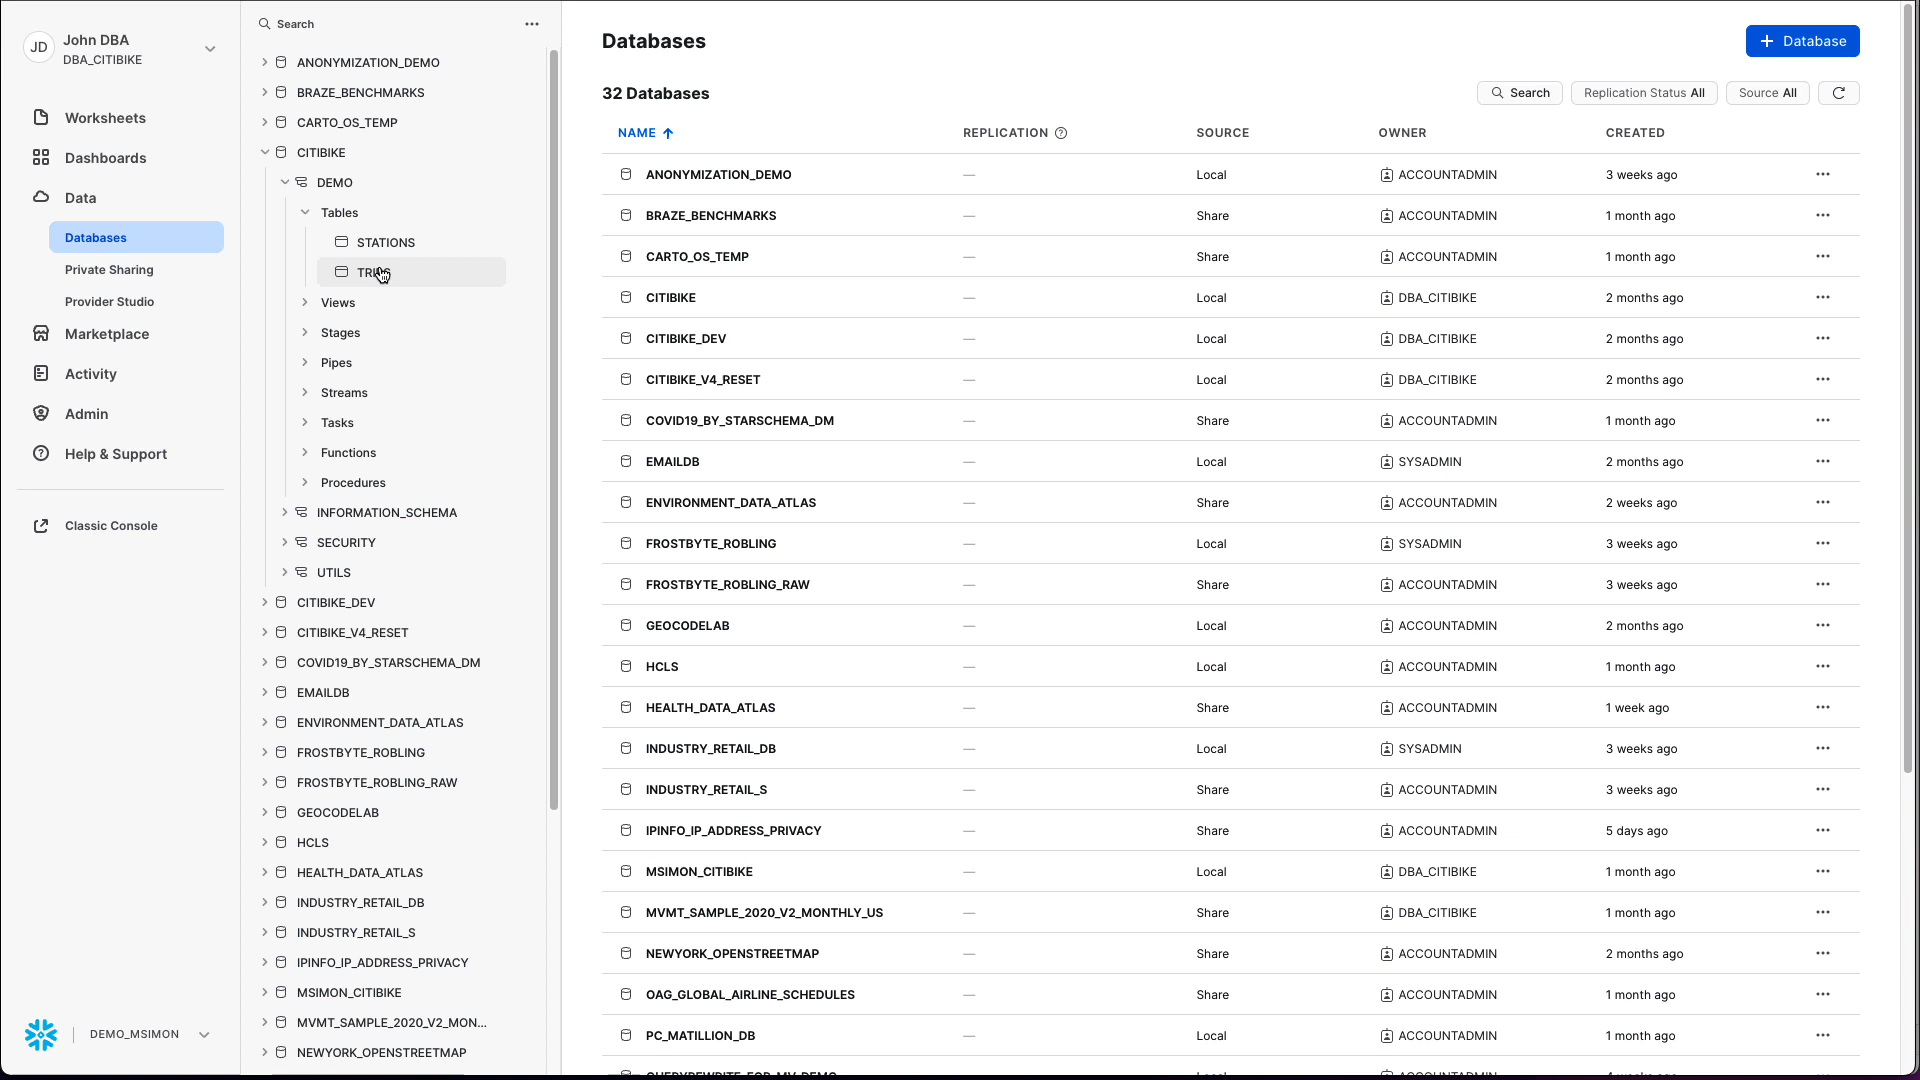 JD
John DBA
DBA_CITIBIKE
Worksheets
Dashboards
Data
Databases
Private Sharing
Provider Studio
Marketplace
Activity
Admin
Help & Support
Classic Console
DEMO_MSIMON
Search
ANONYMIZATION_DEMO
BRAZE_BENCHMARKS
CARTO_OS_TEMP
CITIBIKE
DEMO
Tables
STATIONS
Views
Stages
Pipes
Streams
Tasks
Functions
Procedures
INFORMATION_SCHEMA
SECURITY
UTILS
CITIBIKE_DEV
CITIBIKE_V4_RESET
COVID19_BY_STARSCHEMA_DM
EMAILDB
ENVIRONMENT_DATA_ATLAS
FROSTBYTE_ROBLING
FROSTBYTE_ROBLING_RAW
GEOCODELAB
HCLS
HEALTH_DATA_ATLAS
INDUSTRY_RETAIL_DB
INDUSTRY_RETAIL_S
IPINFO_IP_ADDRESS_PRIVACY
MSIMON_CITIBIKE
MVMT_SAMPLE_2020_V2_MON...
NEWYORK_OPENSTREETMAP
Databases
+ Database
32 Databases
Search
Replication Status All
Source All
NAME REPLICATION SOURCE OWNER CREATED
ANONYMIZATION_DEMO — Local ACCOUNTADMIN 3 weeks ago
BRAZE_BENCHMARKS — Share ACCOUNTADMIN 1 month ago
CARTO_OS_TEMP — Share ACCOUNTADMIN 1 month ago
CITIBIKE — Local DBA_CITIBIKE 2 months ago
CITIBIKE_DEV — Local DBA_CITIBIKE 2 months ago
CITIBIKE_V4_RESET — Local DBA_CITIBIKE 2 months ago
COVID19_BY_STARSCHEMA_DM — Share ACCOUNTADMIN 1 month ago
EMAILDB — Local SYSADMIN 2 months ago
ENVIRONMENT_DATA_ATLAS — Share ACCOUNTADMIN 2 weeks ago
FROSTBYTE_ROBLING — Local SYSADMIN 3 weeks ago
FROSTBYTE_ROBLING_RAW — Share ACCOUNTADMIN 3 weeks ago
GEOCODELAB — Local ACCOUNTADMIN 2 months ago
HCLS — Local ACCOUNTADMIN 1 month ago
HEALTH_DATA_ATLAS — Share ACCOUNTADMIN 1 week ago
INDUSTRY_RETAIL_DB — Local SYSADMIN 3 weeks ago
INDUSTRY_RETAIL_S — Share ACCOUNTADMIN 3 weeks ago
IPINFO_IP_ADDRESS_PRIVACY — Share ACCOUNTADMIN 5 days ago
MSIMON_CITIBIKE — Local DBA_CITIBIKE 1 month ago
MVMT_SAMPLE_2020_V2_MONTHLY_US — Share DBA_CITIBIKE 1 month ago
NEWYORK_OPENSTREETMAP — Share ACCOUNTADMIN 2 months ago
OAG_GLOBAL_AIRLINE_SCHEDULES — Share ACCOUNTADMIN 1 month ago
PC_MATILLION_DB — Local ACCOUNTADMIN 1 month ago